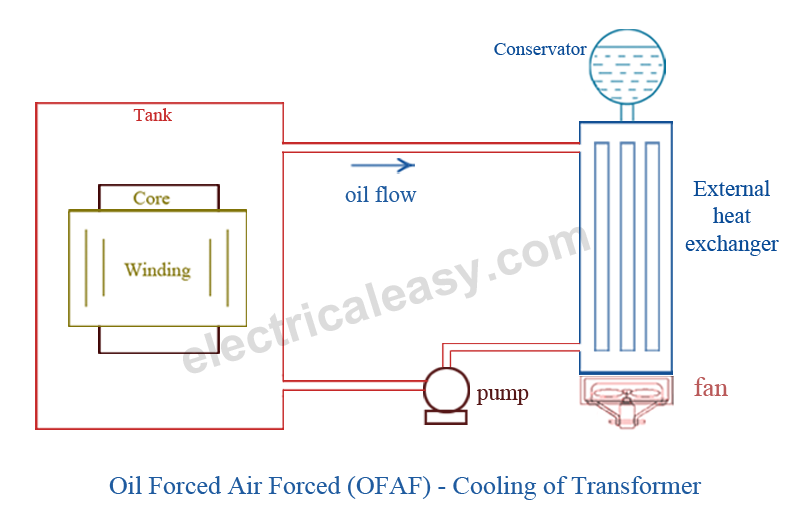 Conservator
Tank
oil flow
Core
External
heat
exchanger
Winding
electricaleasy.com
pump
fan
Oil Forced Air Forced (OFAF) - Cooling of Transformer